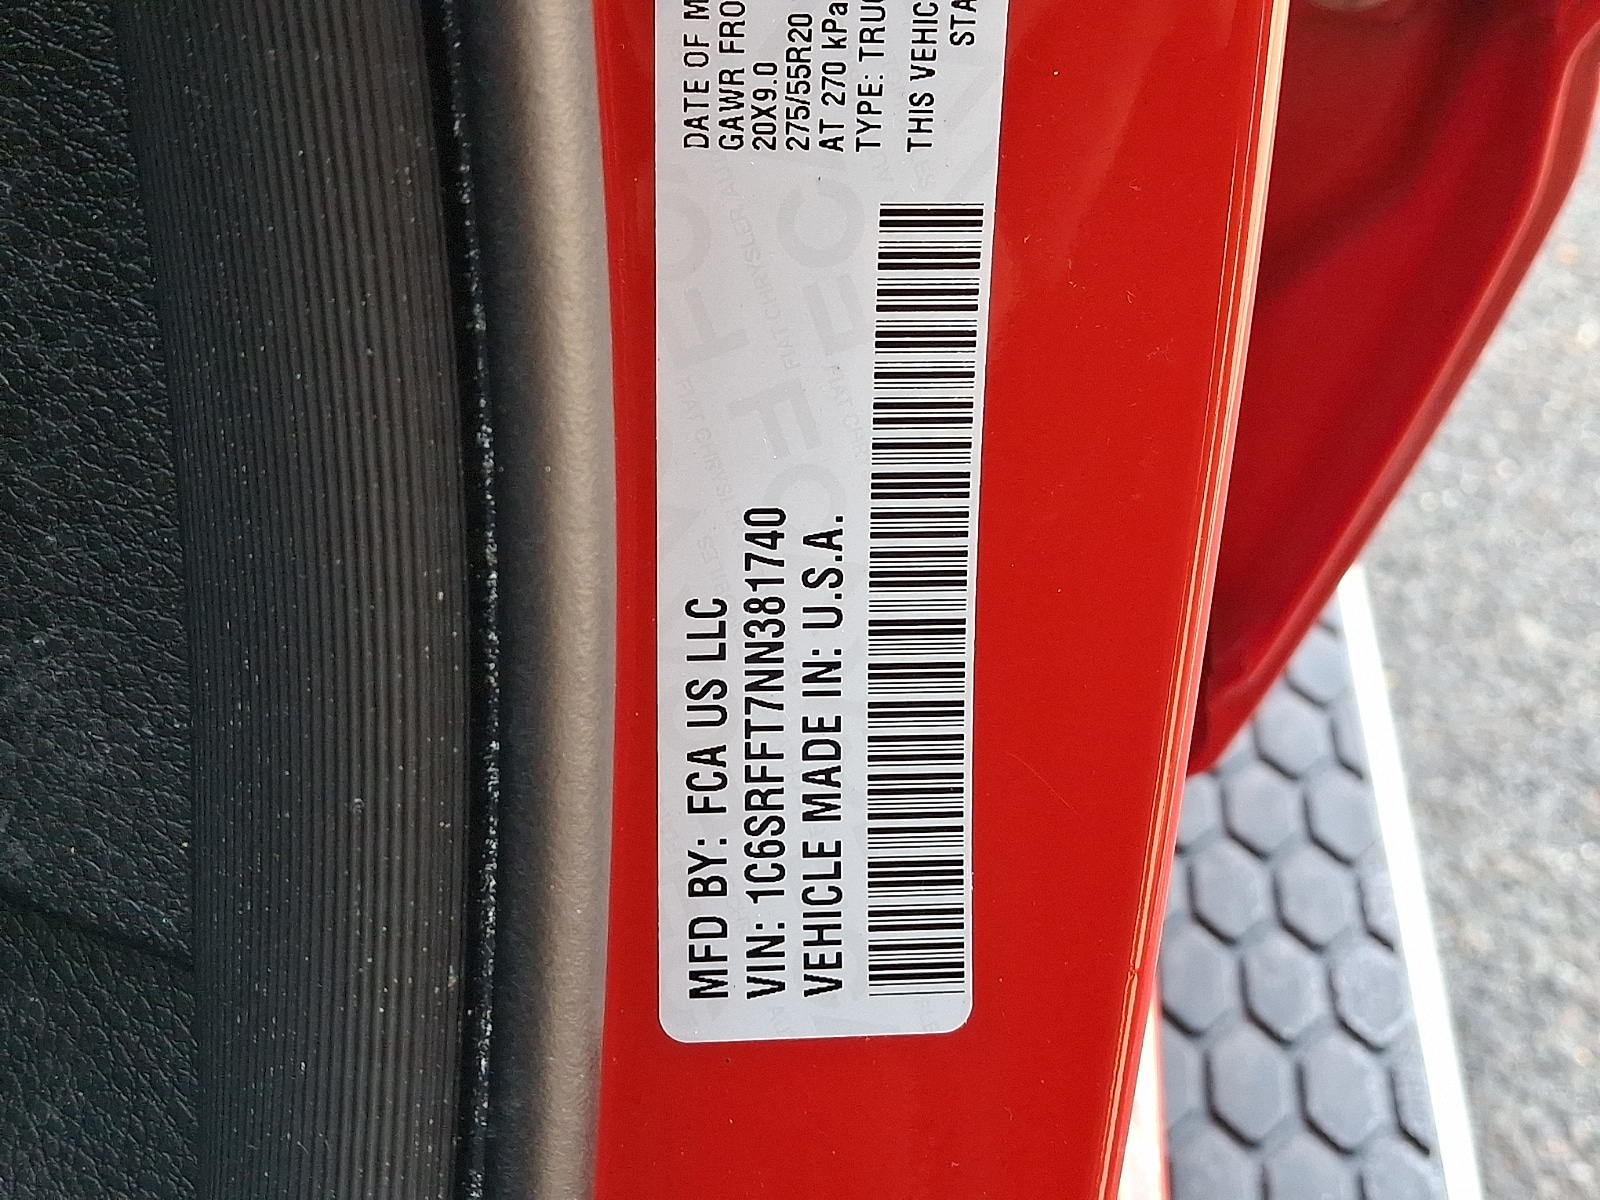 MFD BY: FCA US LLC
VIN: 1C6SRFFT7NN381740
VEHICLE MADE IN: U.S.A.
DATE OF M
GAWR FRO
20X9.0
275/55R20
AT 270 kPa
TYPE: TRUC
THIS VEHIC
STA